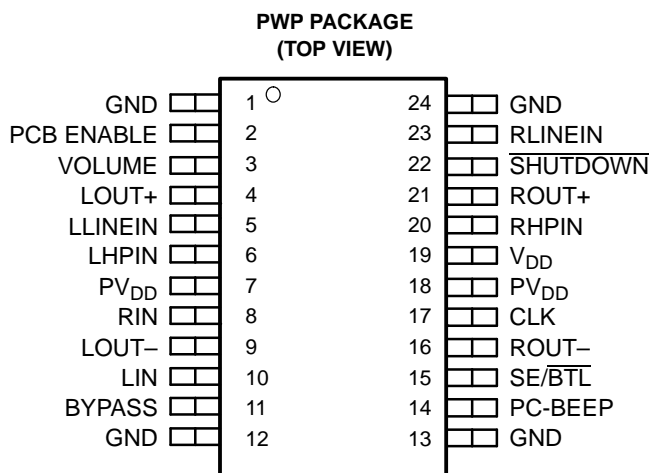 PWP PACKAGE
(TOP VIEW)
GND 1 24 GND
PCB ENABLE 2 23 RLINEIN
VOLUME 3 22 SHUTDOWN
LOUT+ 4 21 ROUT+
LLINEIN 5 20 RHPIN
LHPIN 6 19 VDD
PVDD 7 18 PVDD
RIN 8 17 CLK
LOUT– 9 16 ROUT–
LIN 10 15 SE/BTL
BYPASS 11 14 PC-BEEP
GND 12 13 GND